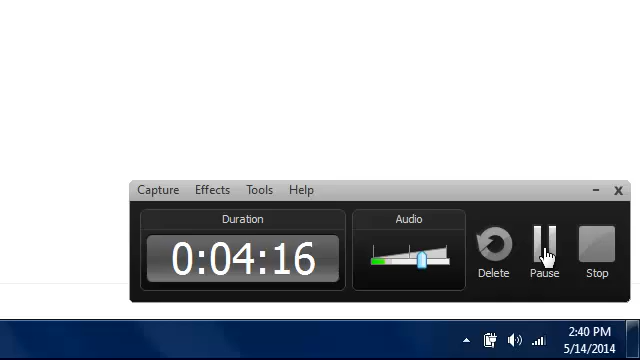 Capture Effects Tools Help
Duration
Audio
0:04:16
Delete
Pause
Stop
2:40 PM
5/14/2014